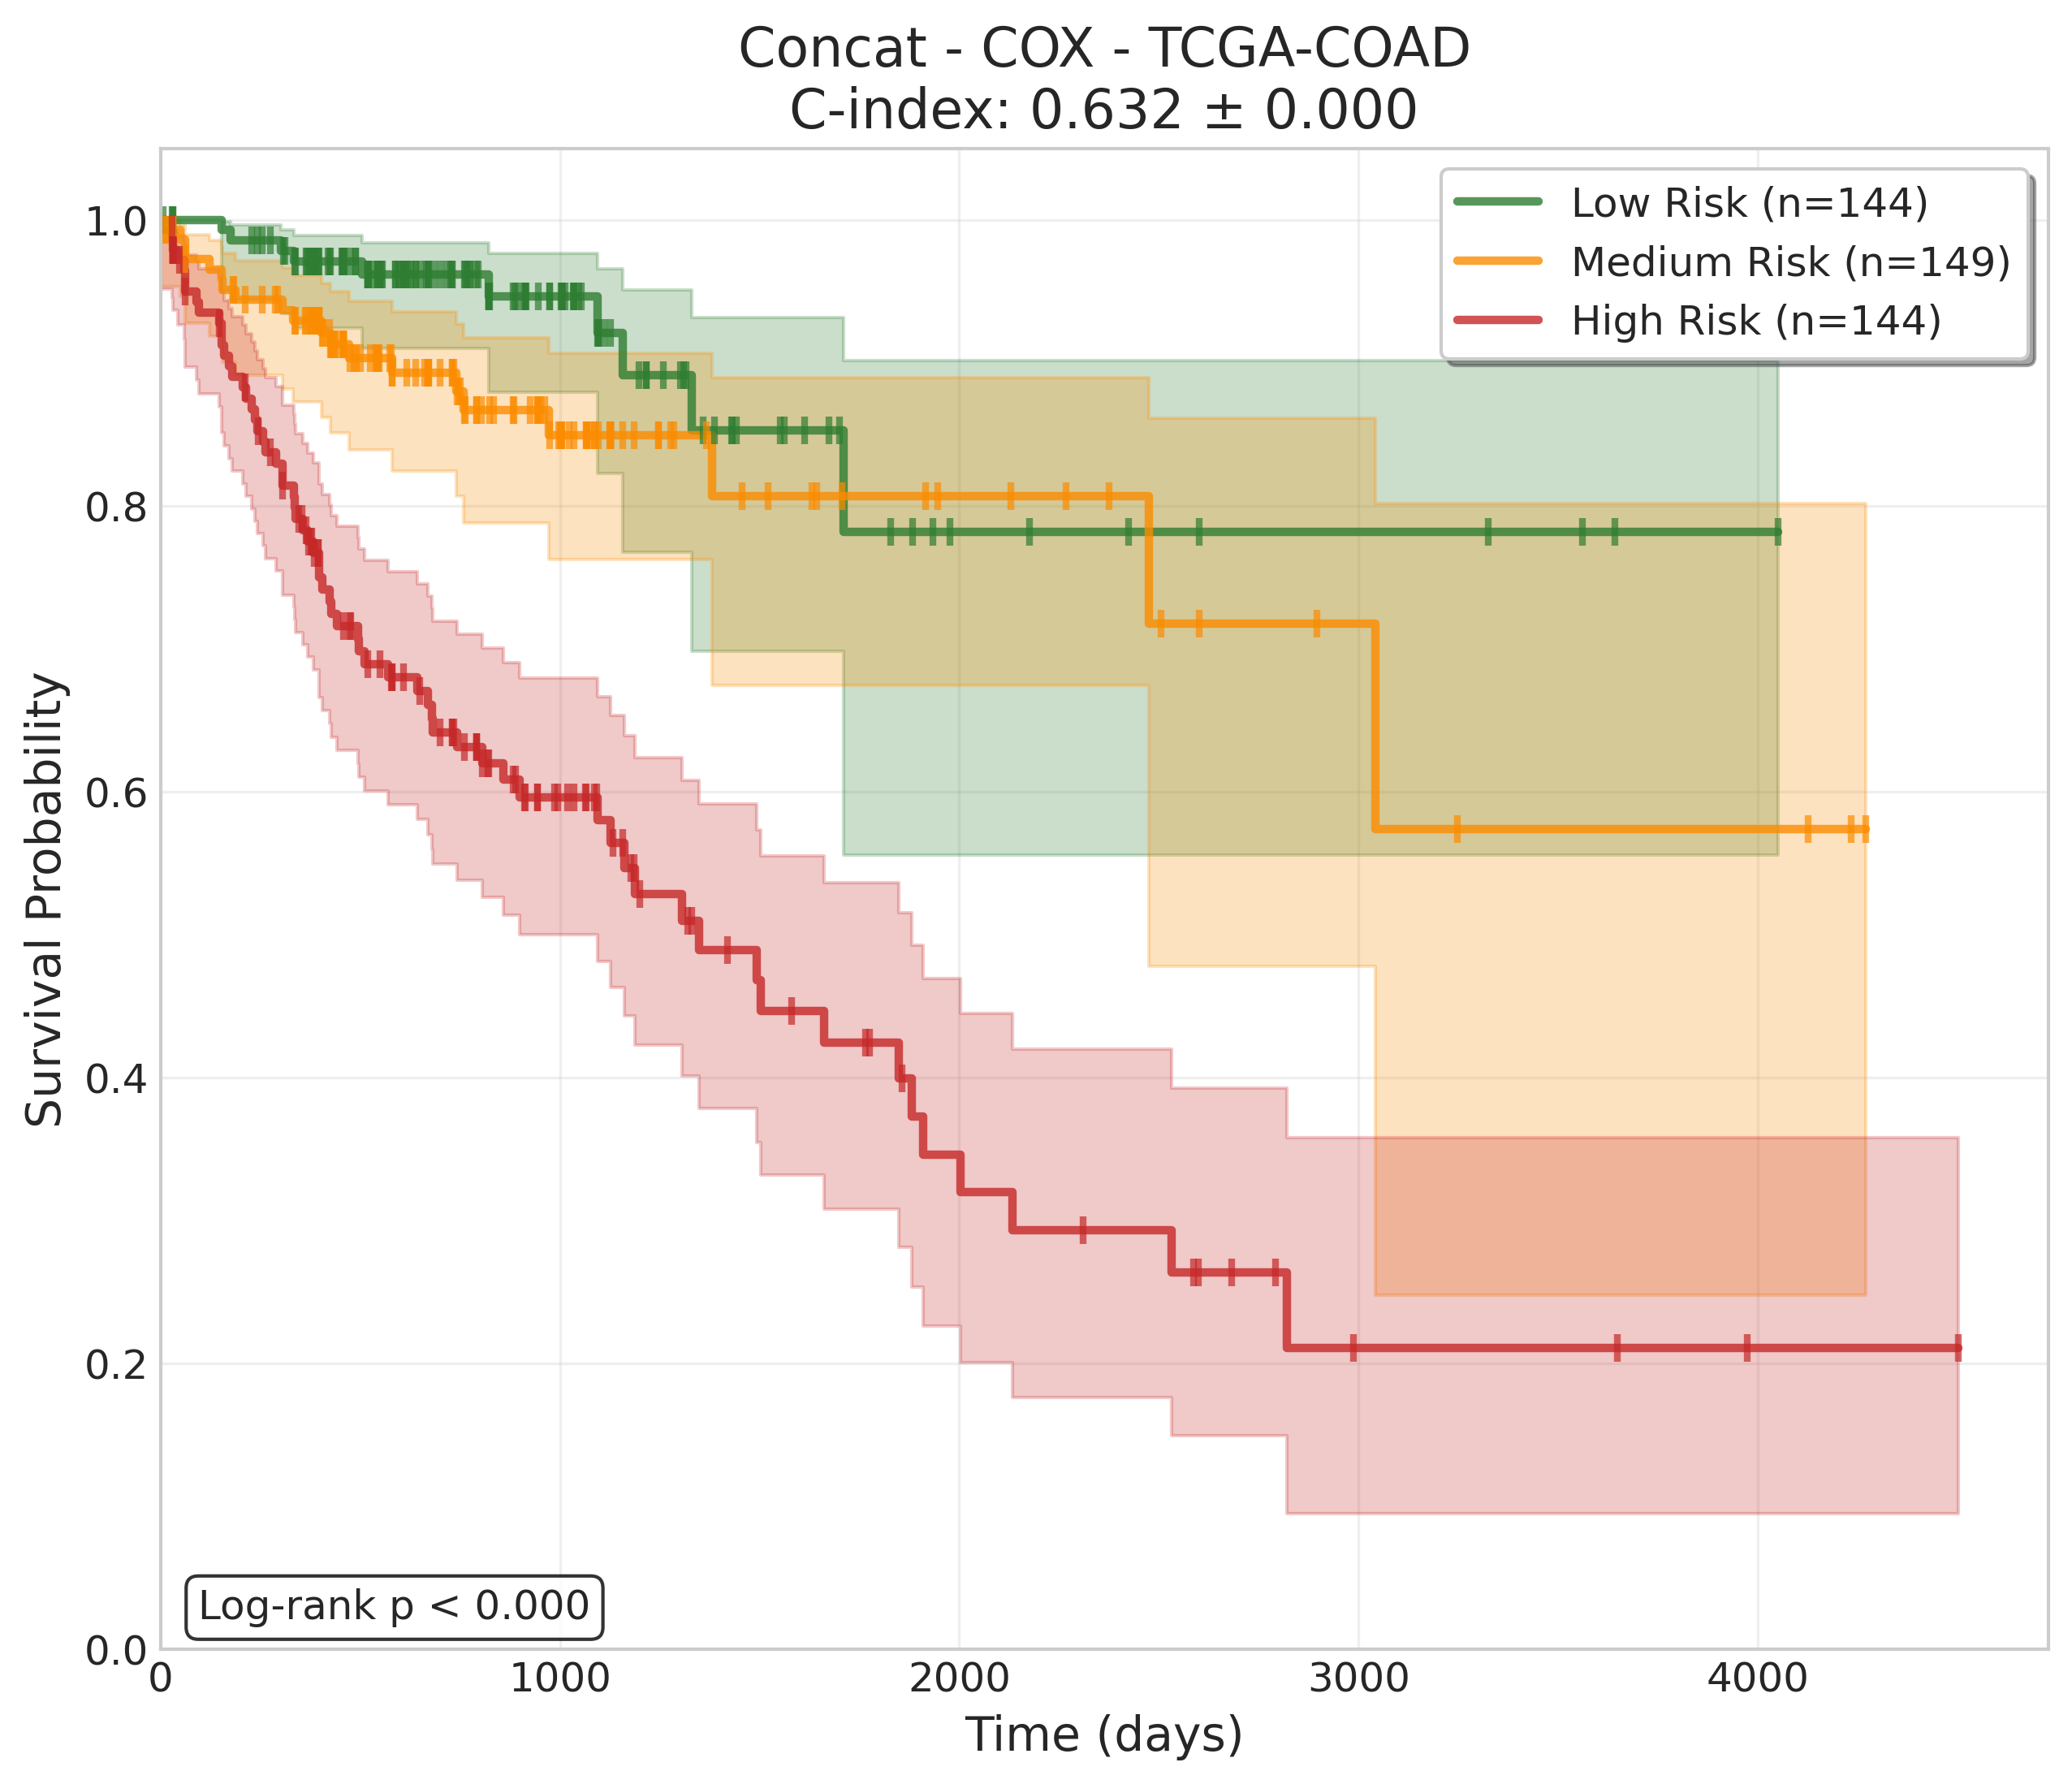 Concat - COX - TCGA-COAD
C-index: 0.632 ± 0.000
Low Risk (n=144)
Medium Risk (n=149)
High Risk (n=144)
Survival Probability
1.0
0.8
0.6
0.4
0.2
0.0
Log-rank p < 0.000
0 1000 2000 3000 4000
Time (days)